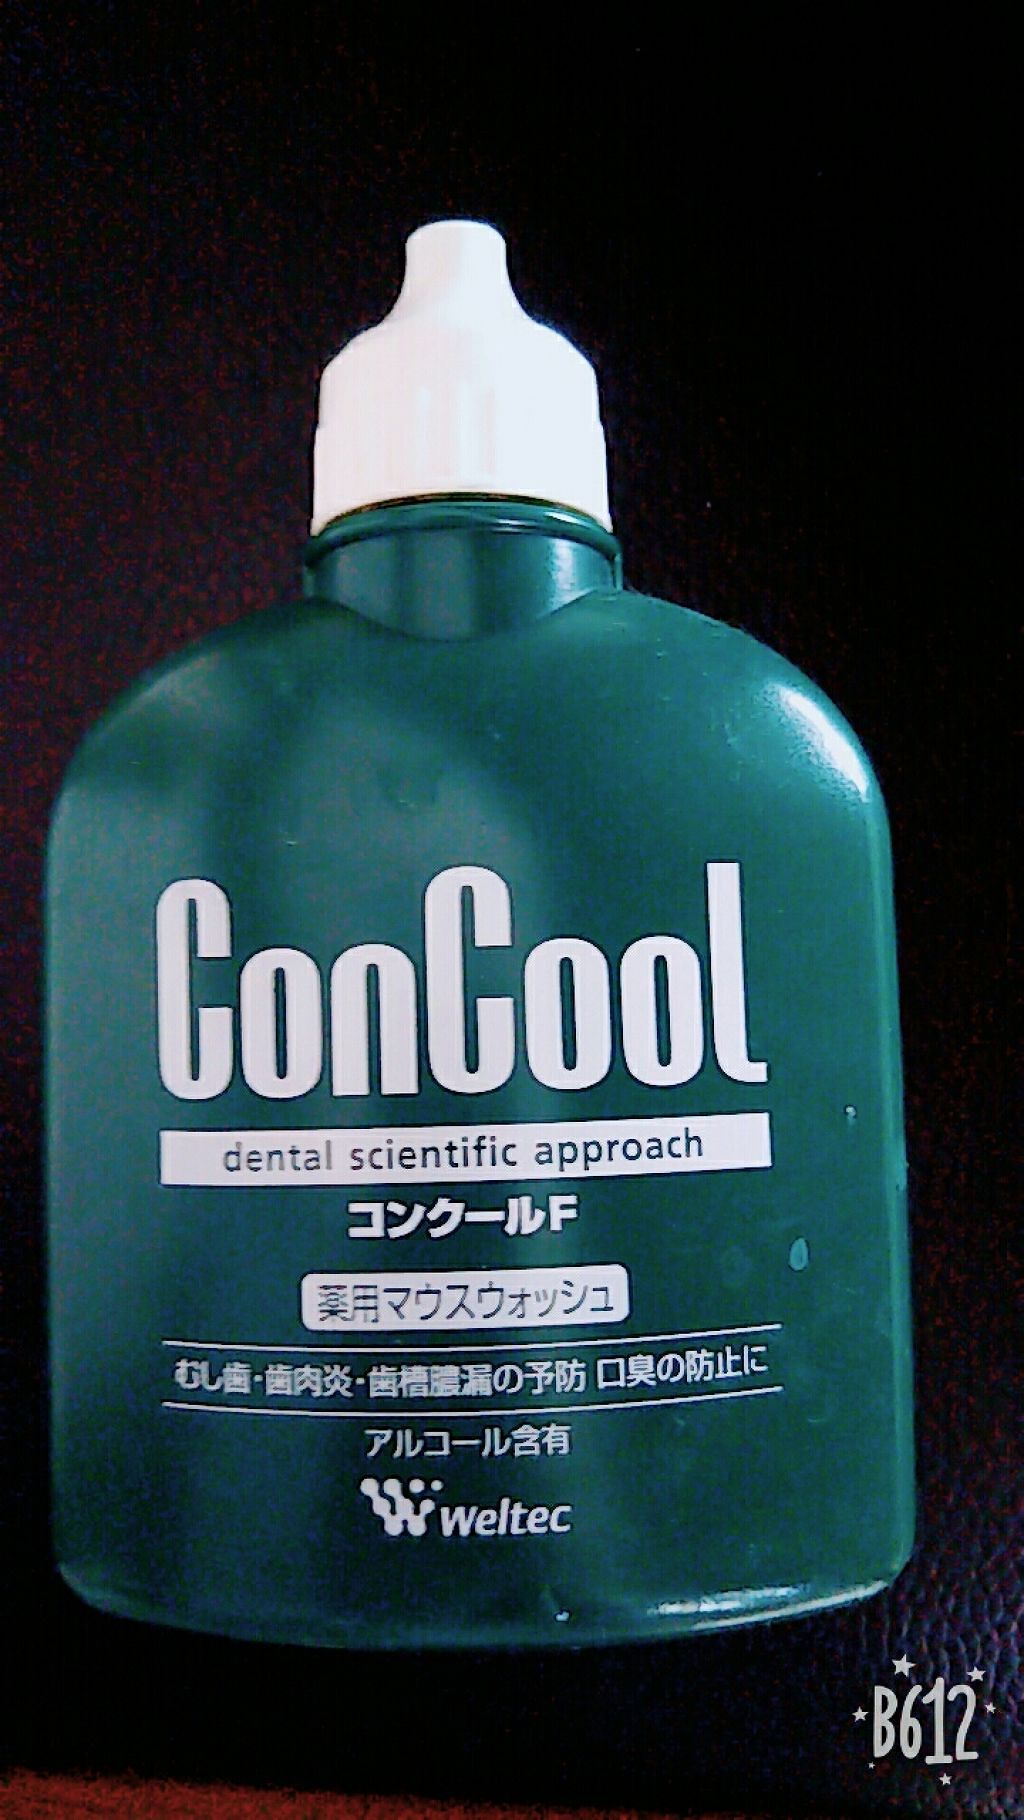 ConCool
dental scientific approach
コンクールF
薬用マウスウォッシュ
むし歯・歯肉炎・歯槽膿漏の予防 口臭の防止に
アルコール含有
weltec
B612